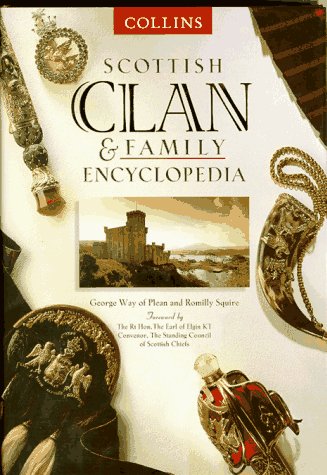 COLLINS
SCOTTISH
CLAN
& FAMILY
ENCYCLOPEDIA
George Way of Plean and Romilly Squire
Foreword by
The Rt Hon. The Earl of Elgin KT
Convenor, The Standing Council
of Scottish Chiefs